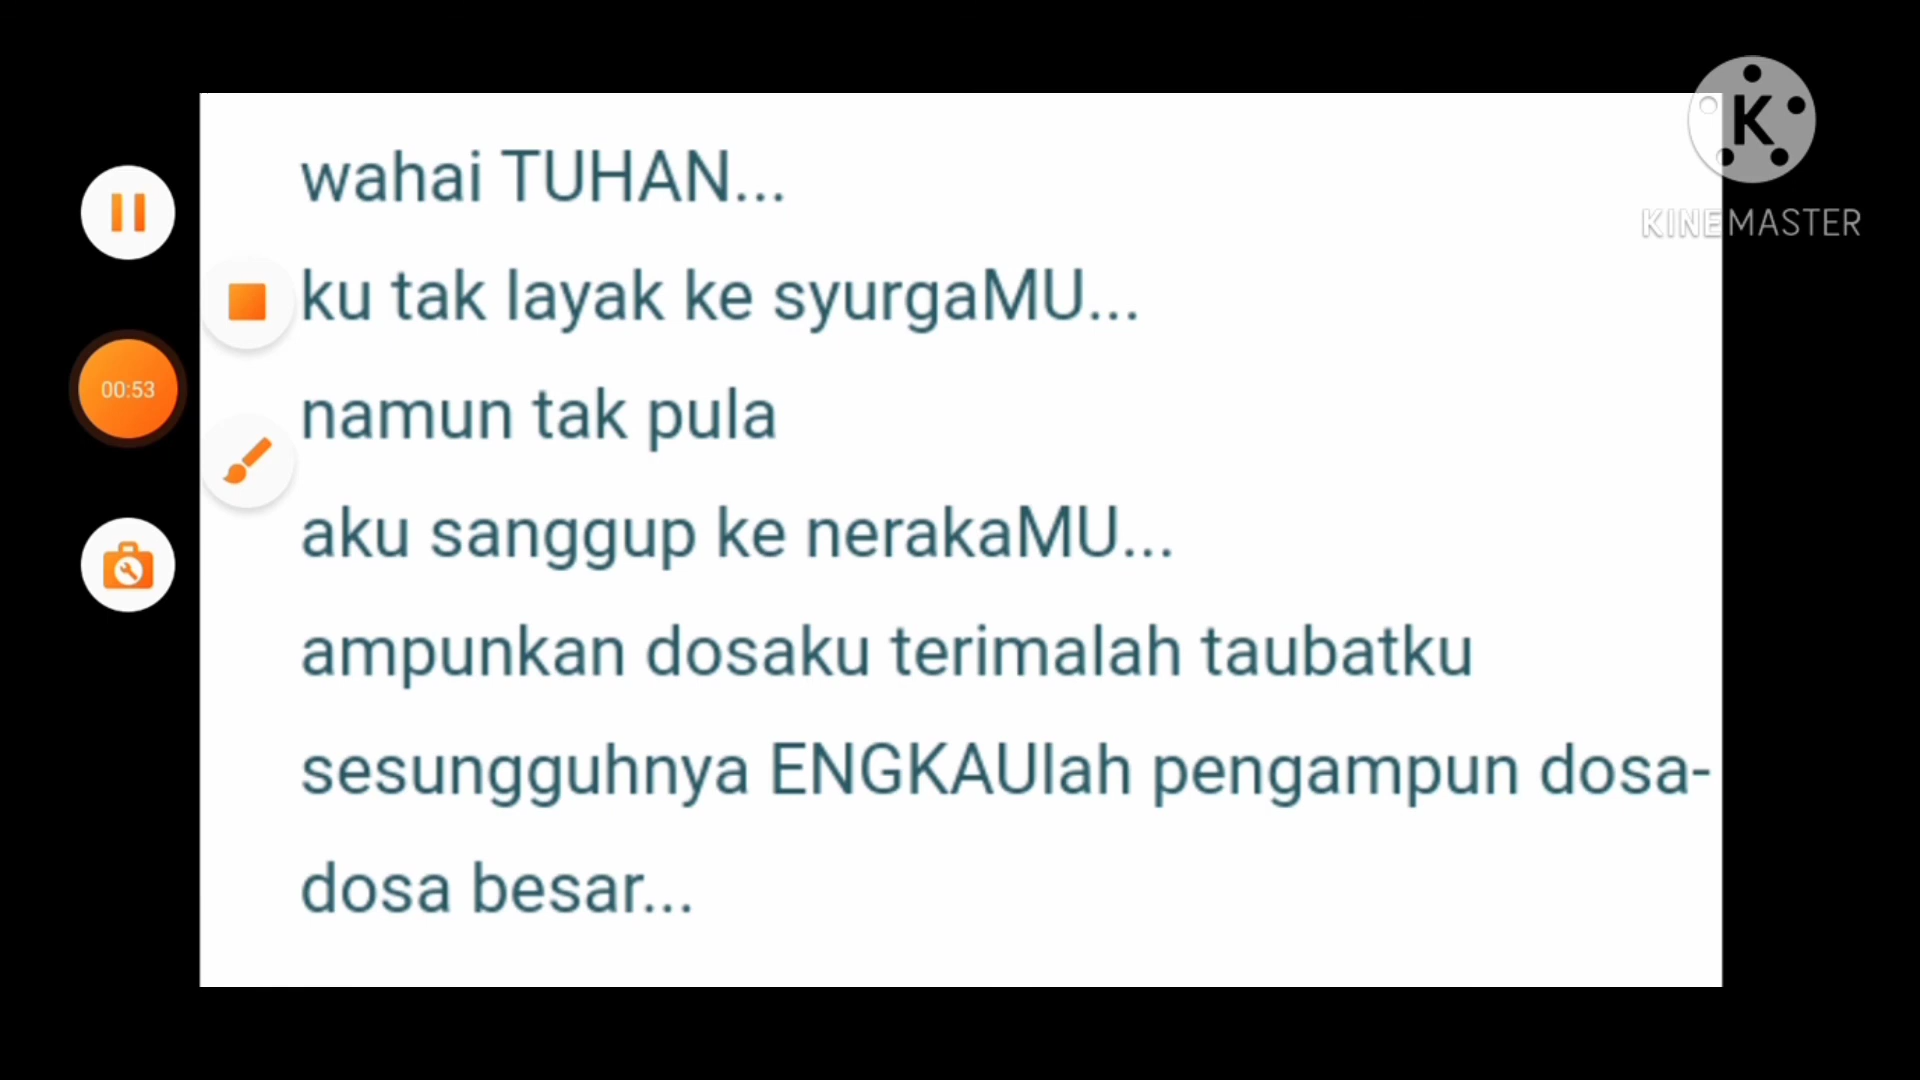 wahai TUHAN...
ku tak layak ke syurgaMU...
namun tak pula
aku sanggup ke nerakaMU...
ampunkan dosaku terimalah taubatku
sesungguhnya ENGKAUlah pengampun dosa-
dosa besar...
00:53
K
KINEMASTER